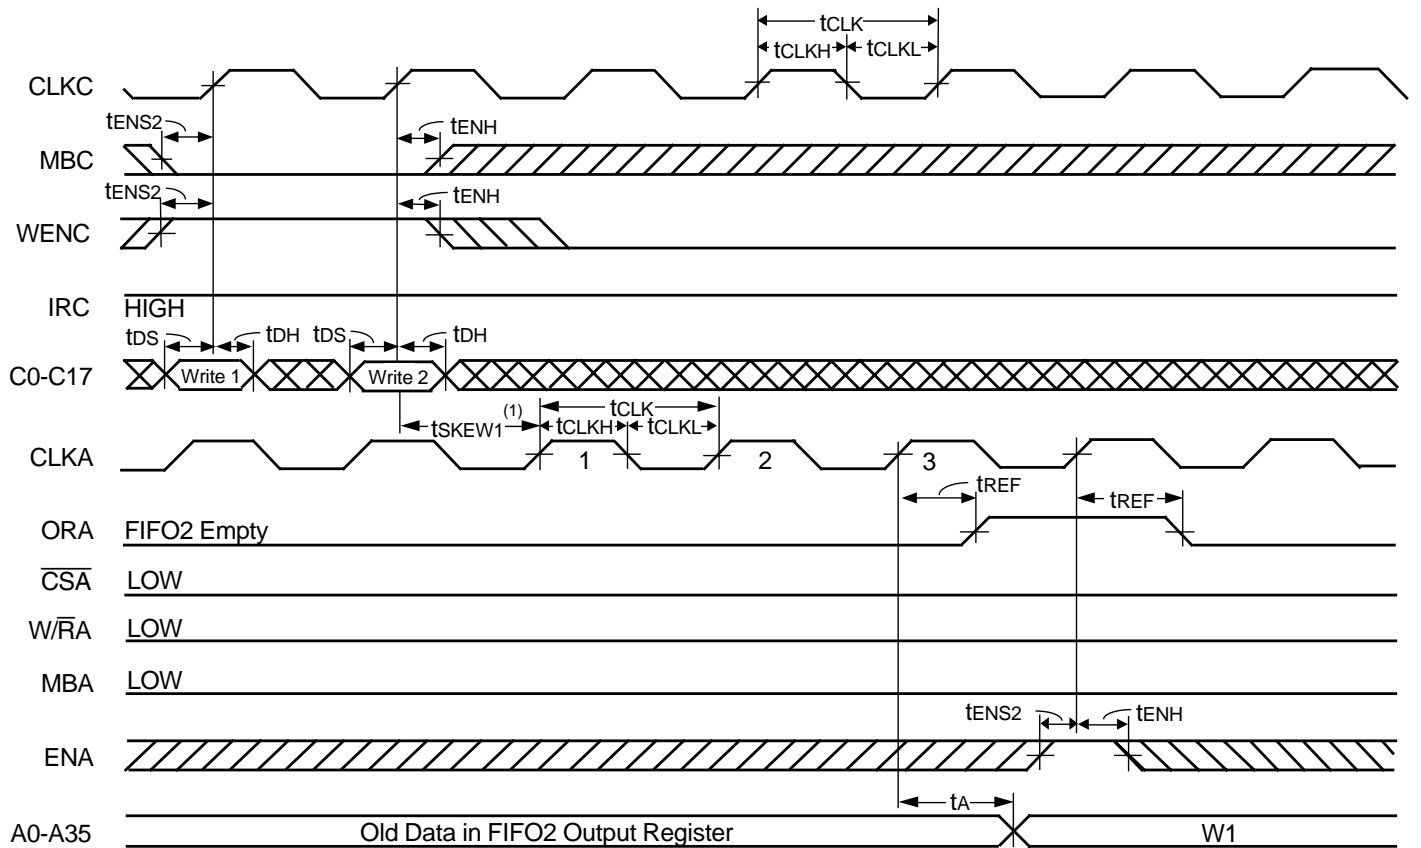 tCLK
tCLKH tCLKL
CLKC
tENS2 tENH
MBC
tENS2 tENH
WENC
IRC HIGH
tDS tDH tDS tDH
C0-C17 Write 1 Write 2
tSKEW1 (1) tCLK
tCLKH tCLKL
CLKA 1 2 3
tREF tREF
ORA FIFO2 Empty
CSA LOW
W/RA LOW
MBA LOW
tENS2 tENH
ENA
tA
A0-A35 Old Data in FIFO2 Output Register W1